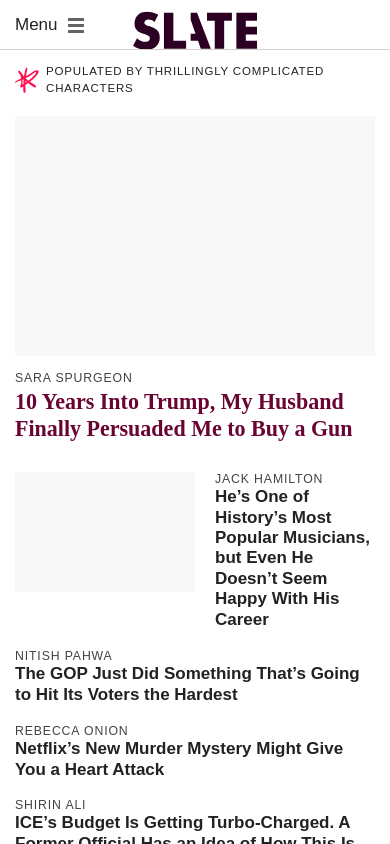 Menu
SLATE
POPULATED BY THRILLINGLY COMPLICATED
CHARACTERS
SARA SPURGEON
10 Years Into Trump, My Husband
Finally Persuaded Me to Buy a Gun
JACK HAMILTON
He’s One of
History’s Most
Popular Musicians,
but Even He
Doesn’t Seem
Happy With His
Career
NITISH PAHWA
The GOP Just Did Something That’s Going
to Hit Its Voters the Hardest
REBECCA ONION
Netflix’s New Murder Mystery Might Give
You a Heart Attack
SHIRIN ALI
ICE’s Budget Is Getting Turbo-Charged. A
Former Official Has an Idea of How This Is